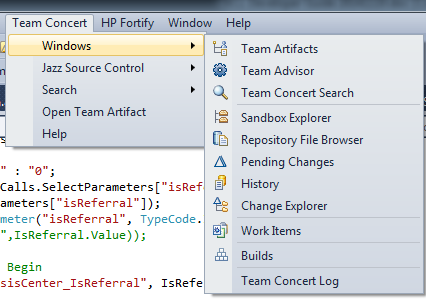 Team Concert HP Fortify Window Help
Windows
Jazz Source Control
Search
Open Team Artifact
Help
Team Artifacts
Team Advisor
Team Concert Search
Sandbox Explorer
Repository File Browser
Pending Changes
History
Change Explorer
Work Items
Builds
Team Concert Log
" : "0";
Calls.SelectParameters["isRef
ameters["isReferral"]);
meter("isReferral", TypeCode.
",IsReferral.Value));
Begin
sisCenter_IsReferral", IsRefe